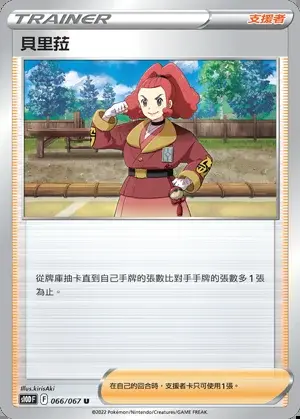 TRAINER
支援者
貝里菈
從牌庫抽卡直到自己手牌的張數比對手手牌的張數多1張
為止。
Illus.kirisAki
在自己的回合時,支援者卡只可使用1張。
s10D F F 066/067 U
©2022 Pokémon/Nintendo/Creatures/GAME FREAK.